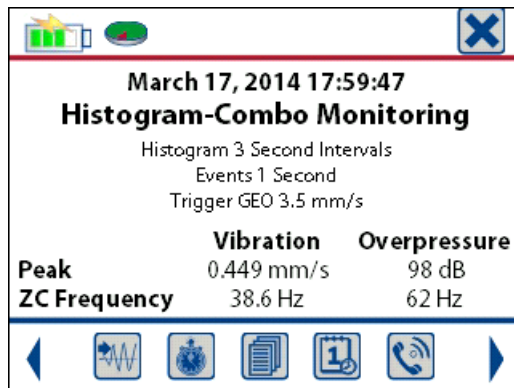 March 17, 2014 17:59:47
Histogram-Combo Monitoring
Histogram 3 Second Intervals
Events 1 Second
Trigger GEO 3.5 mm/s
Vibration Overpressure
Peak 0.449 mm/s 98 dB
ZC Frequency 38.6 Hz 62 Hz
1